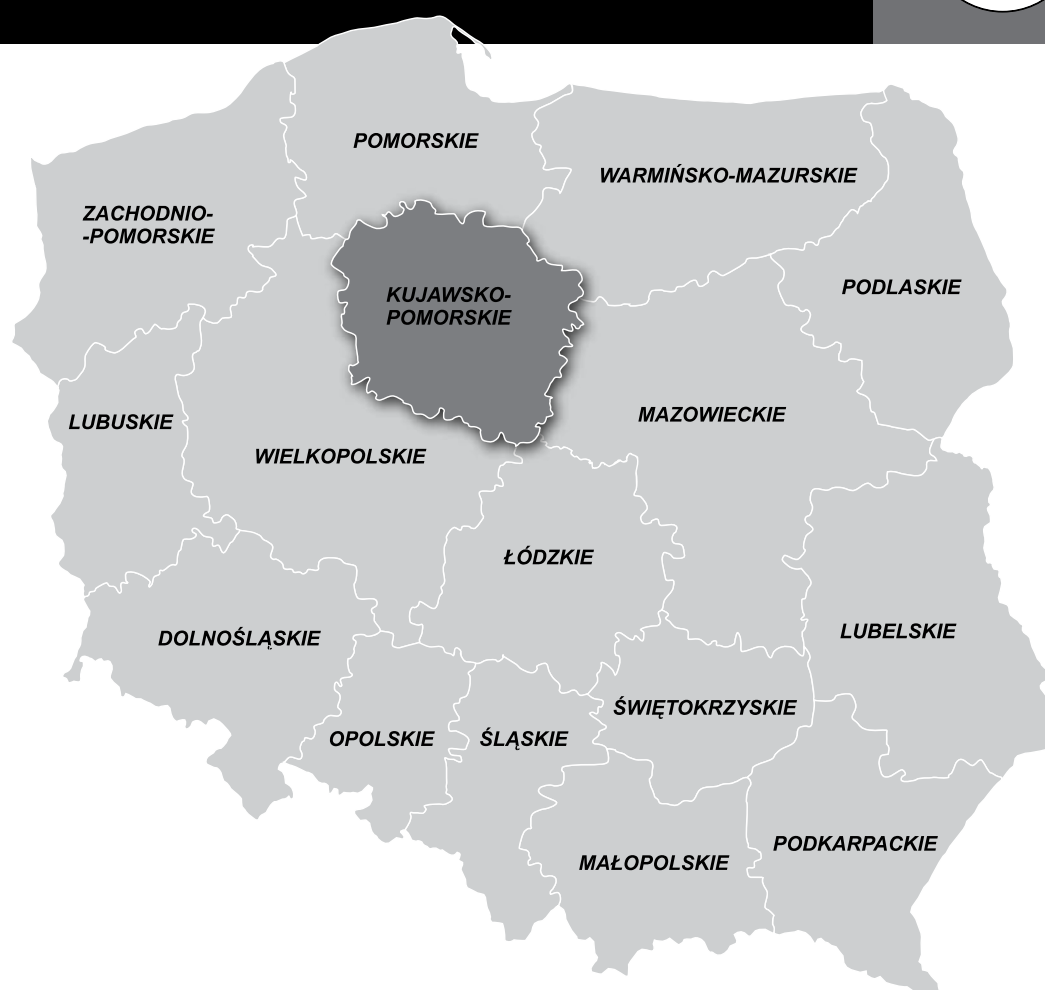 POMORSKIE
WARMIŃSKO-MAZURSKIE
ZACHODNIO-
-POMORSKIE
PODLASKIE
KUJAWSKO-
POMORSKIE
LUBUSKIE
MAZOWIECKIE
WIELKOPOLSKIE
ŁÓDZKIE
DOLNOŚLĄSKIE
LUBELSKIE
ŚWIĘTOKRZYSKIE
OPOLSKIE
ŚLĄSKIE
PODKARPACKIE
MAŁOPOLSKIE